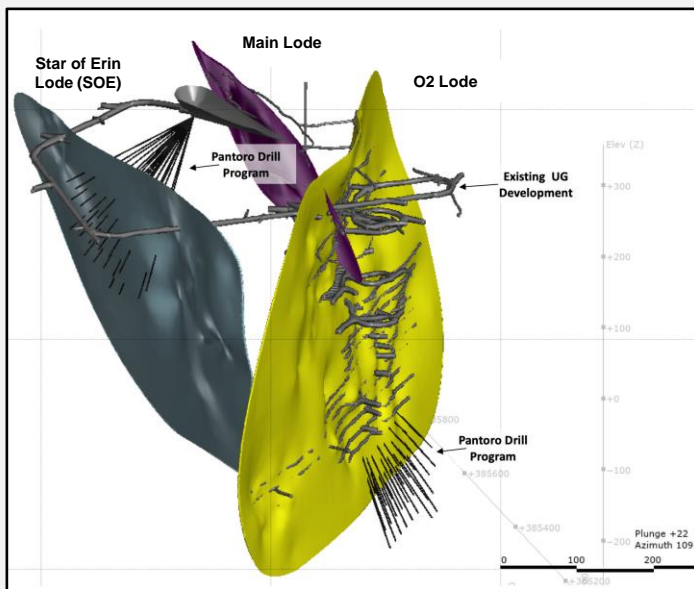 Main Lode
Star of Erin
Lode (SOE)
O2 Lode
Pantoro Drill
Program
Existing UG
Development
Elev (Z)
+300
+200
+100
+0
-100
-200
Pantoro Drill
Program
+385600
+385400
Plunge +22
Azimuth 109
0 100 200